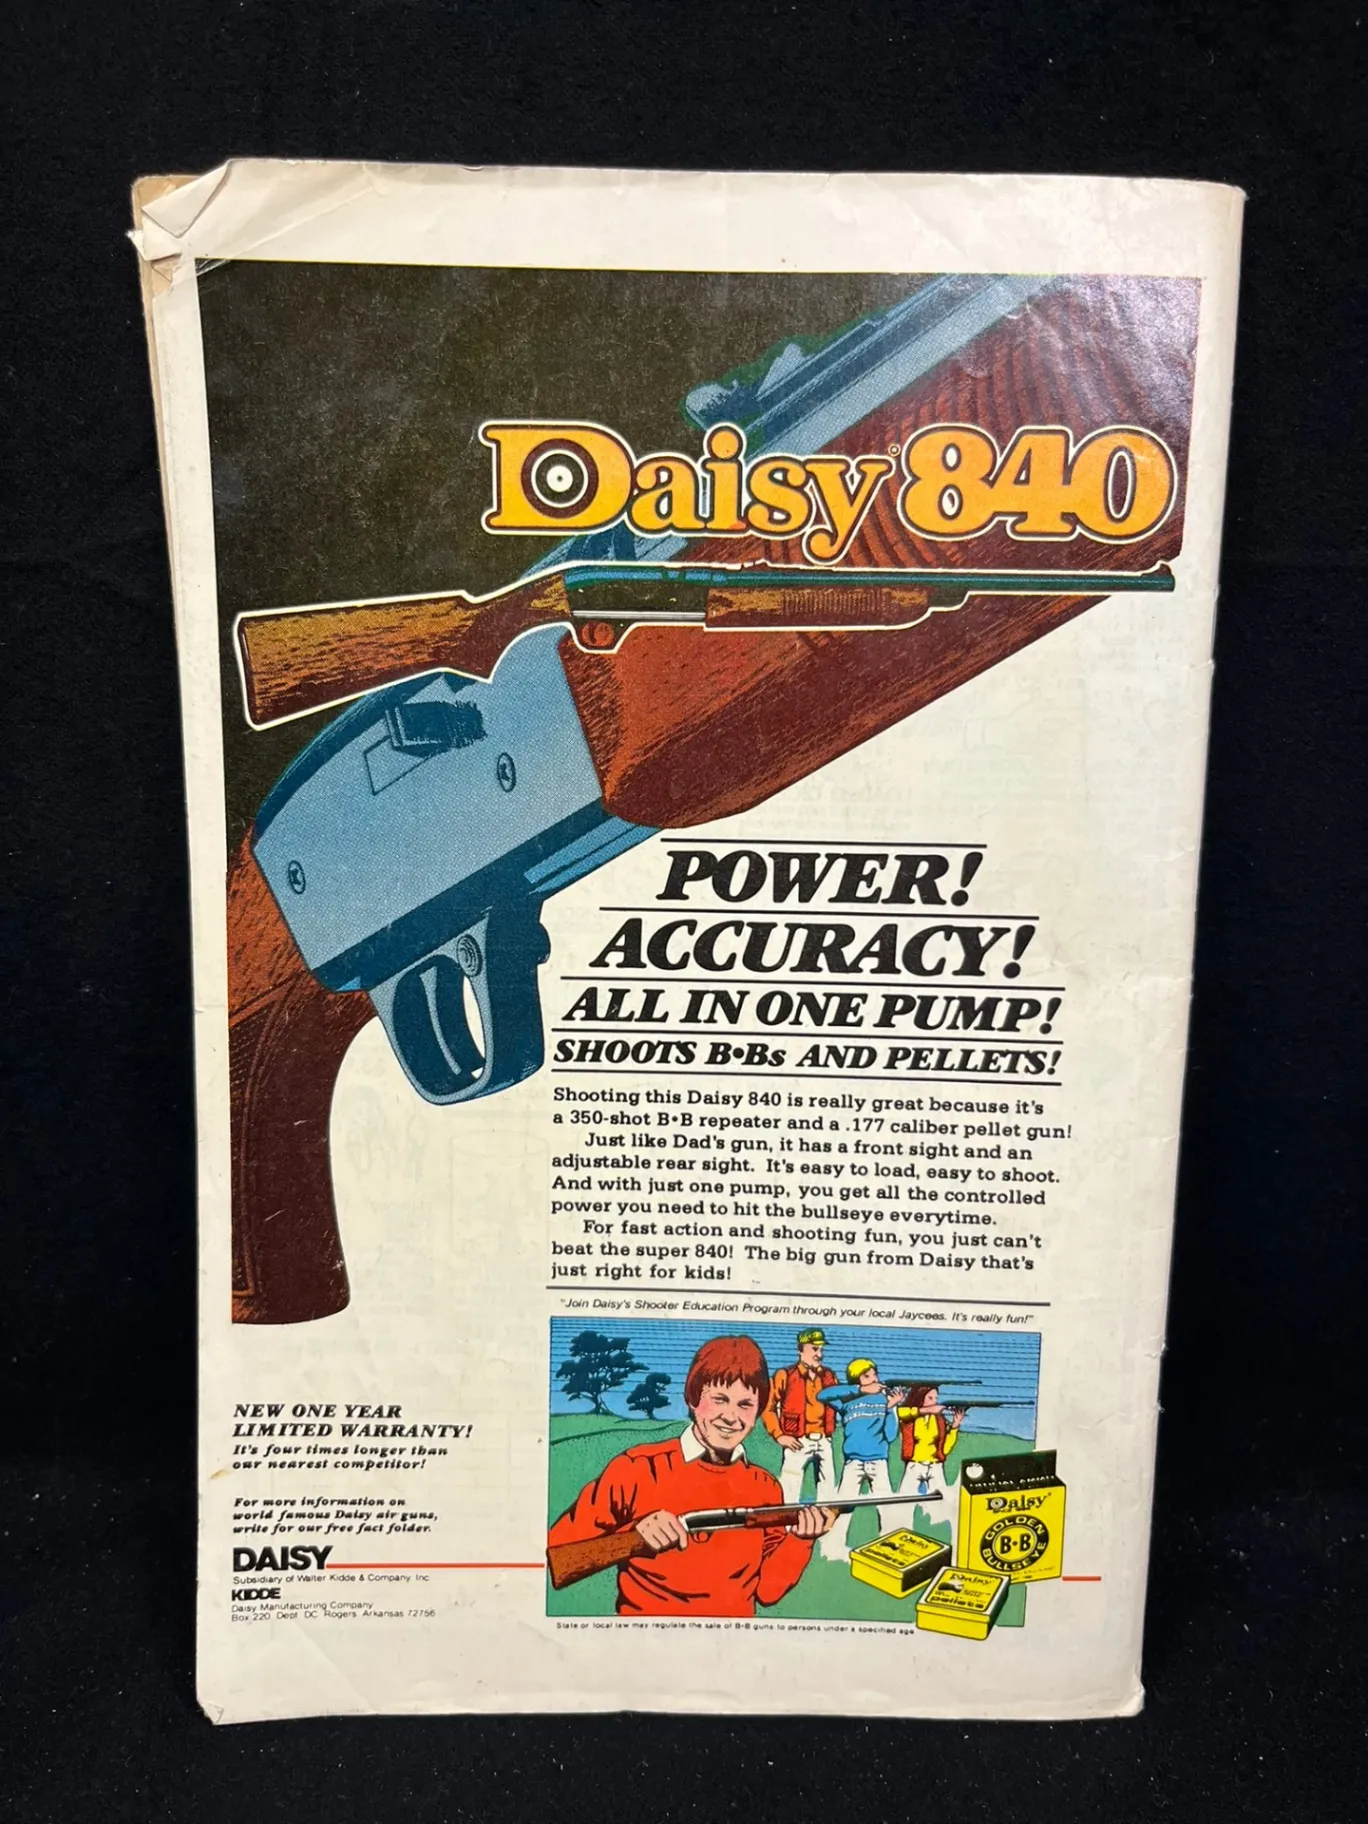 Daisy® 840
POWER!
ACCURACY!
ALL IN ONE PUMP!
SHOOTS B•Bs AND PELLETS!
Shooting this Daisy 840 is really great because it's
a 350-shot B•B repeater and a .177 caliber pellet gun!
Just like Dad's gun, it has a front sight and an
adjustable rear sight. It's easy to load, easy to shoot.
And with just one pump, you get all the controlled
power you need to hit the bullseye everytime.
For fast action and shooting fun, you just can't
beat the super 840! The big gun from Daisy that's
just right for kids!
"Join Daisy's Shooter Education Program through your local Jaycees. It's really fun!"
NEW ONE YEAR
LIMITED WARRANTY!
It's four times longer than
our nearest competitor!
For more information on
world famous Daisy air guns,
write for our free fact folder.
DAISY
Subsidiary of Walter Kidde & Company, Inc.
KIDDE
Daisy Manufacturing Company
Box 220, Dept. DC Rogers, Arkansas 72756
Daisy
GOLDEN
B•B
BULLSEYE
Daisy
pellets
Daisy
pellets
State or local law may regulate the sale of B•B guns to persons under a specified age